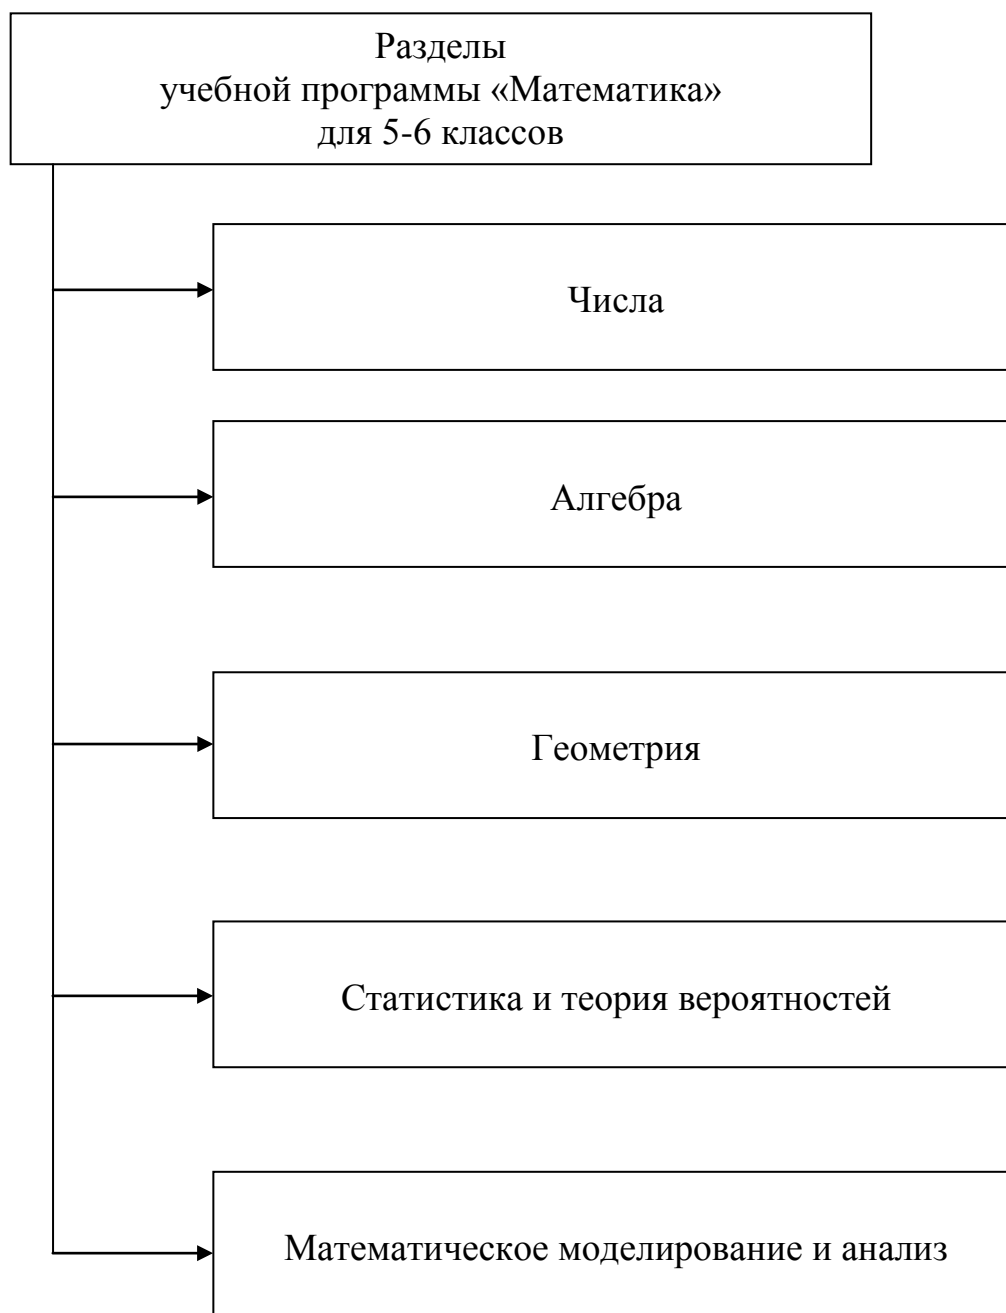 Разделы
учебной программы «Математика»
для 5-6 классов
Числа
Алгебра
Геометрия
Статистика и теория вероятностей
Математическое моделирование и анализ